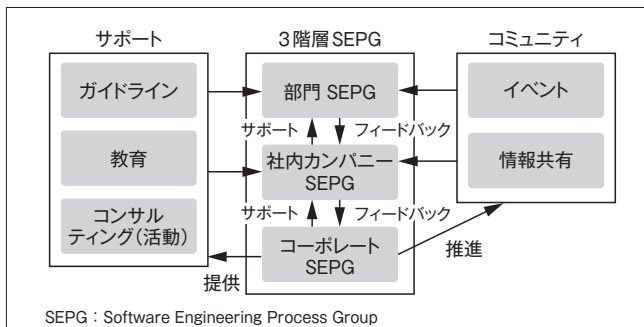 サポート
ガイドライン
教育
コンサル
ティング（活動）
3階層SEPG
部門 SEPG
サポート
フィードバック
社内カンパニー
SEPG
サポート
フィードバック
コーポレート
SEPG
コミュニティ
イベント
情報共有
提供
推進
SEPG：Software Engineering Process Group